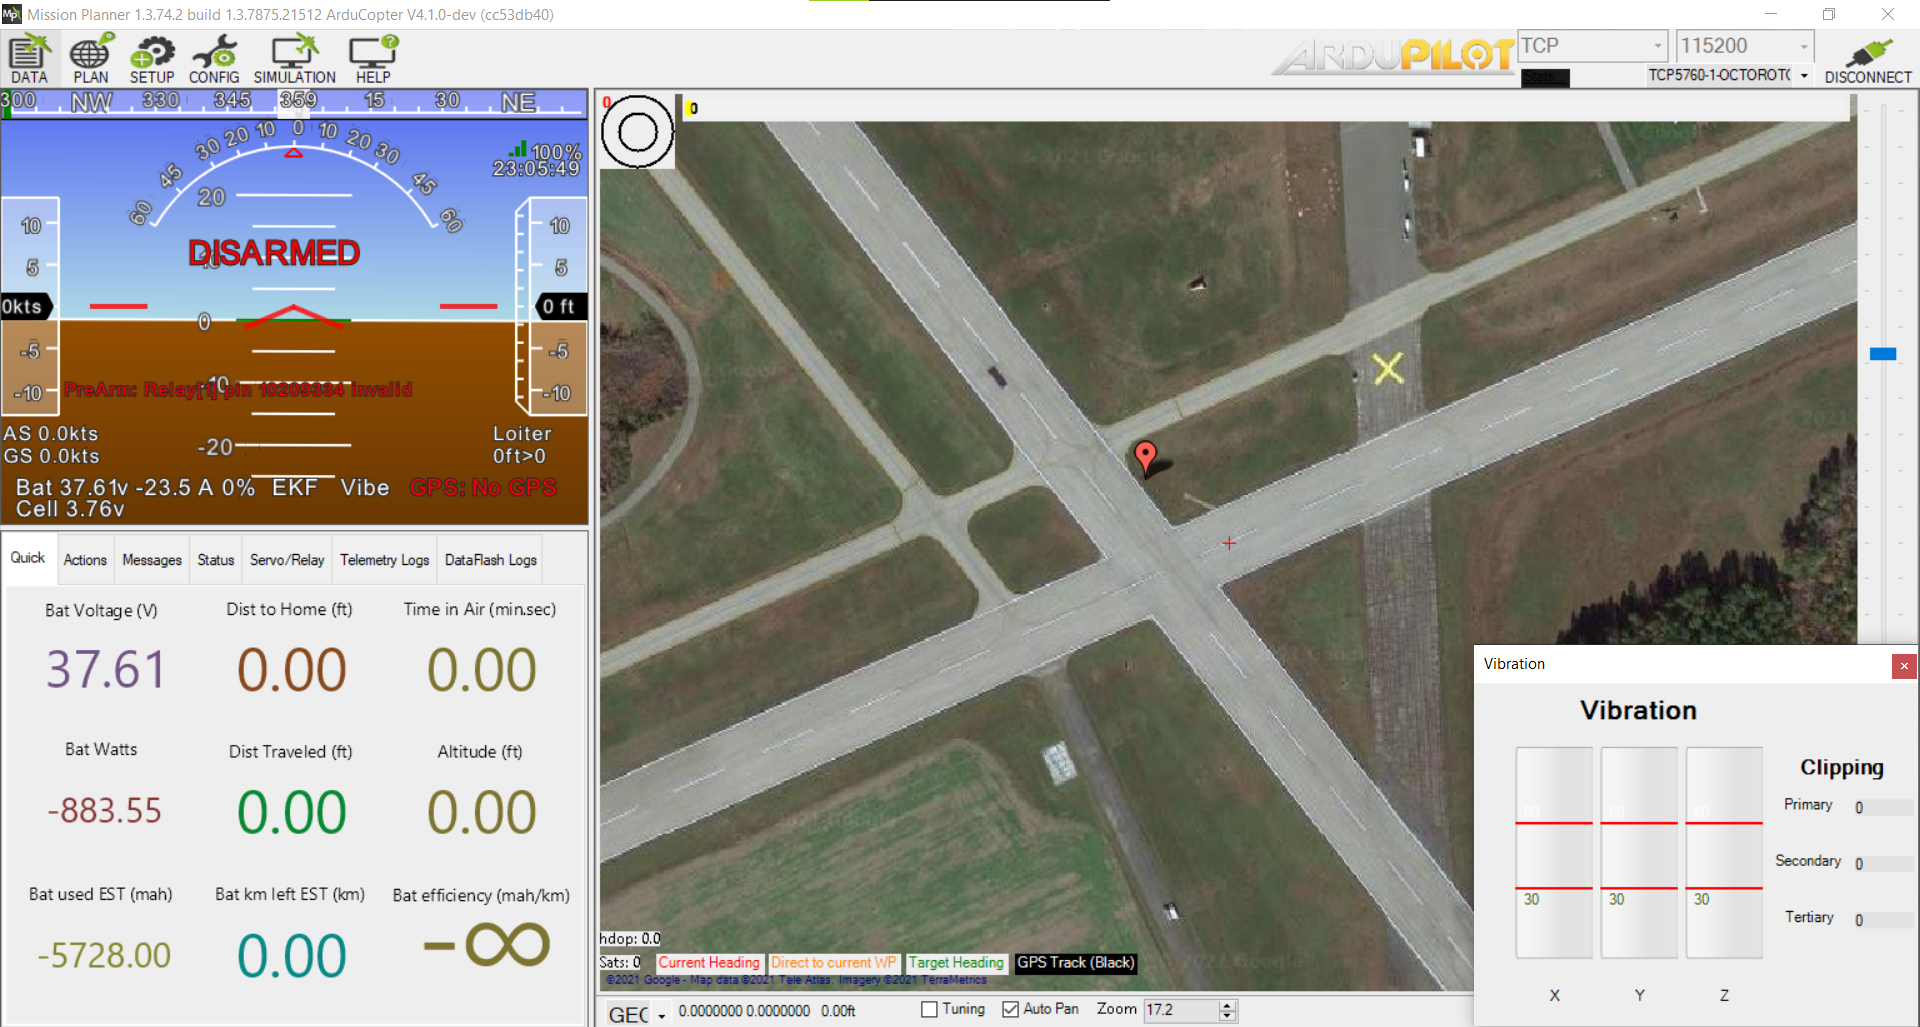 Mission Planner 1.3.74.2 build 1.3.7875.21512 ArduCopter V4.1.0-dev (cc53db40)
DATA PLAN SETUP CONFIG SIMULATION HELP
ARDUPILOT
TCP 115200
Stats...
TCP5760-1-OCTOROTO
DISCONNECT
300 NW 330 345 359 15 30 NE
60 45 30 20 10 0 10 20 30 45 60
100%
23:05:49
20
DISARMED
10
5
0kts
-5
-10
10
5
0 ft
-5
-10
0
PreArm: Relay[1] pin 10209334 invalid
-10
-20
AS 0.0kts
GS 0.0kts
Loiter
0ft>0
Bat 37.61v -23.5 A 0% EKF Vibe GPS: No GPS
Cell 3.76v
0
0
Quick Actions Messages Status Servo/Relay Telemetry Logs DataFlash Logs
Bat Voltage (V) Dist to Home (ft) Time in Air (min.sec)
37.61 0.00 0.00
Bat Watts Dist Traveled (ft) Altitude (ft)
-883.55 0.00 0.00
Bat used EST (mah) Bat km left EST (km) Bat efficiency (mah/km)
-5728.00 0.00 -∞
hdop: 0.0
Sats: 0 Current Heading Direct to current WP Target Heading GPS Track (Black)
©2021 Google - Map data ©2021 Tele Atlas, Imagery ©2021 TerraMetrics
GEO 0.0000000 0.0000000 0.00ft Tuning Auto Pan Zoom 17.2
Vibration
Vibration
60 60 60
30 30 30
X Y Z
Clipping
Primary 0
Secondary 0
Tertiary 0